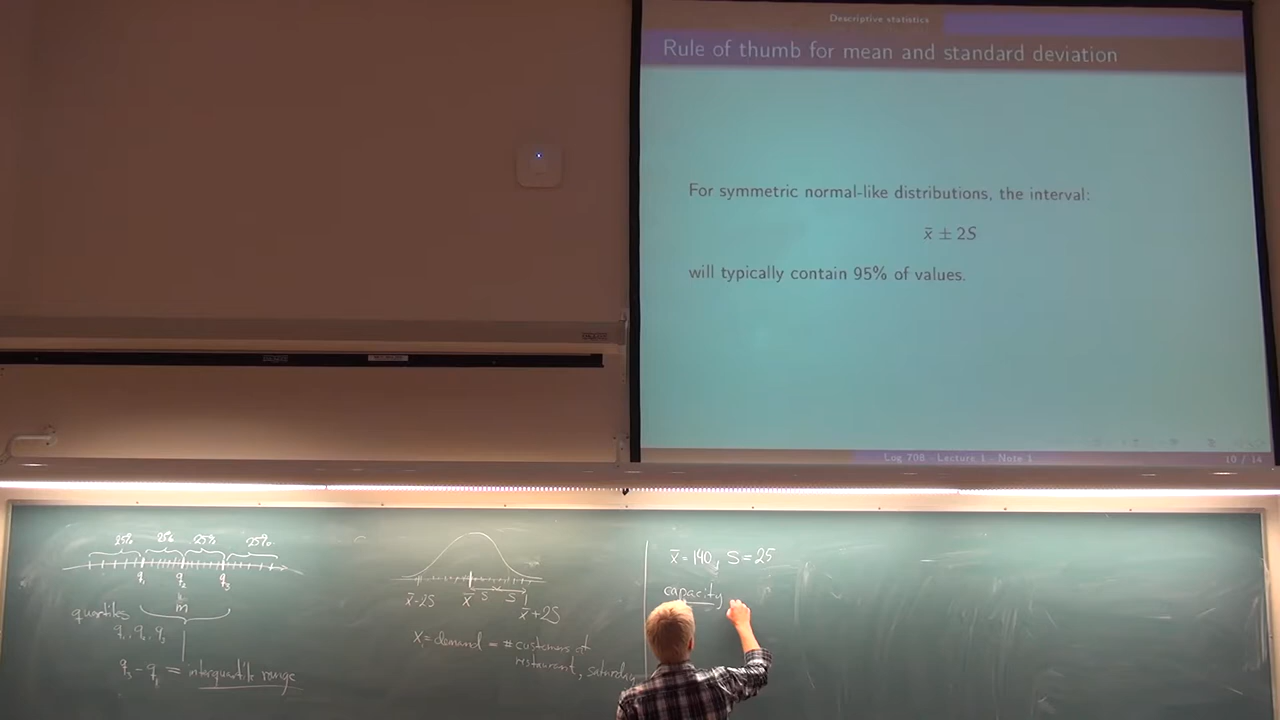 Descriptive statistics
Rule of thumb for mean and standard deviation
For symmetric normal-like distributions, the interval:
x̄ ± 2S
will typically contain 95% of values.
Log 708 - Lecture 1 - Note 1
10 / 14
25% 25% 25% 25%
q₁ q₂ q₃
m
quartiles
q₁, q₂, q₃
q₃ - q₁ = interquartile range
S S
x̄-2S x̄ x̄+2S
= demand = # customers at
restaurant, saturday
x̄ = 140, S = 25
capacity